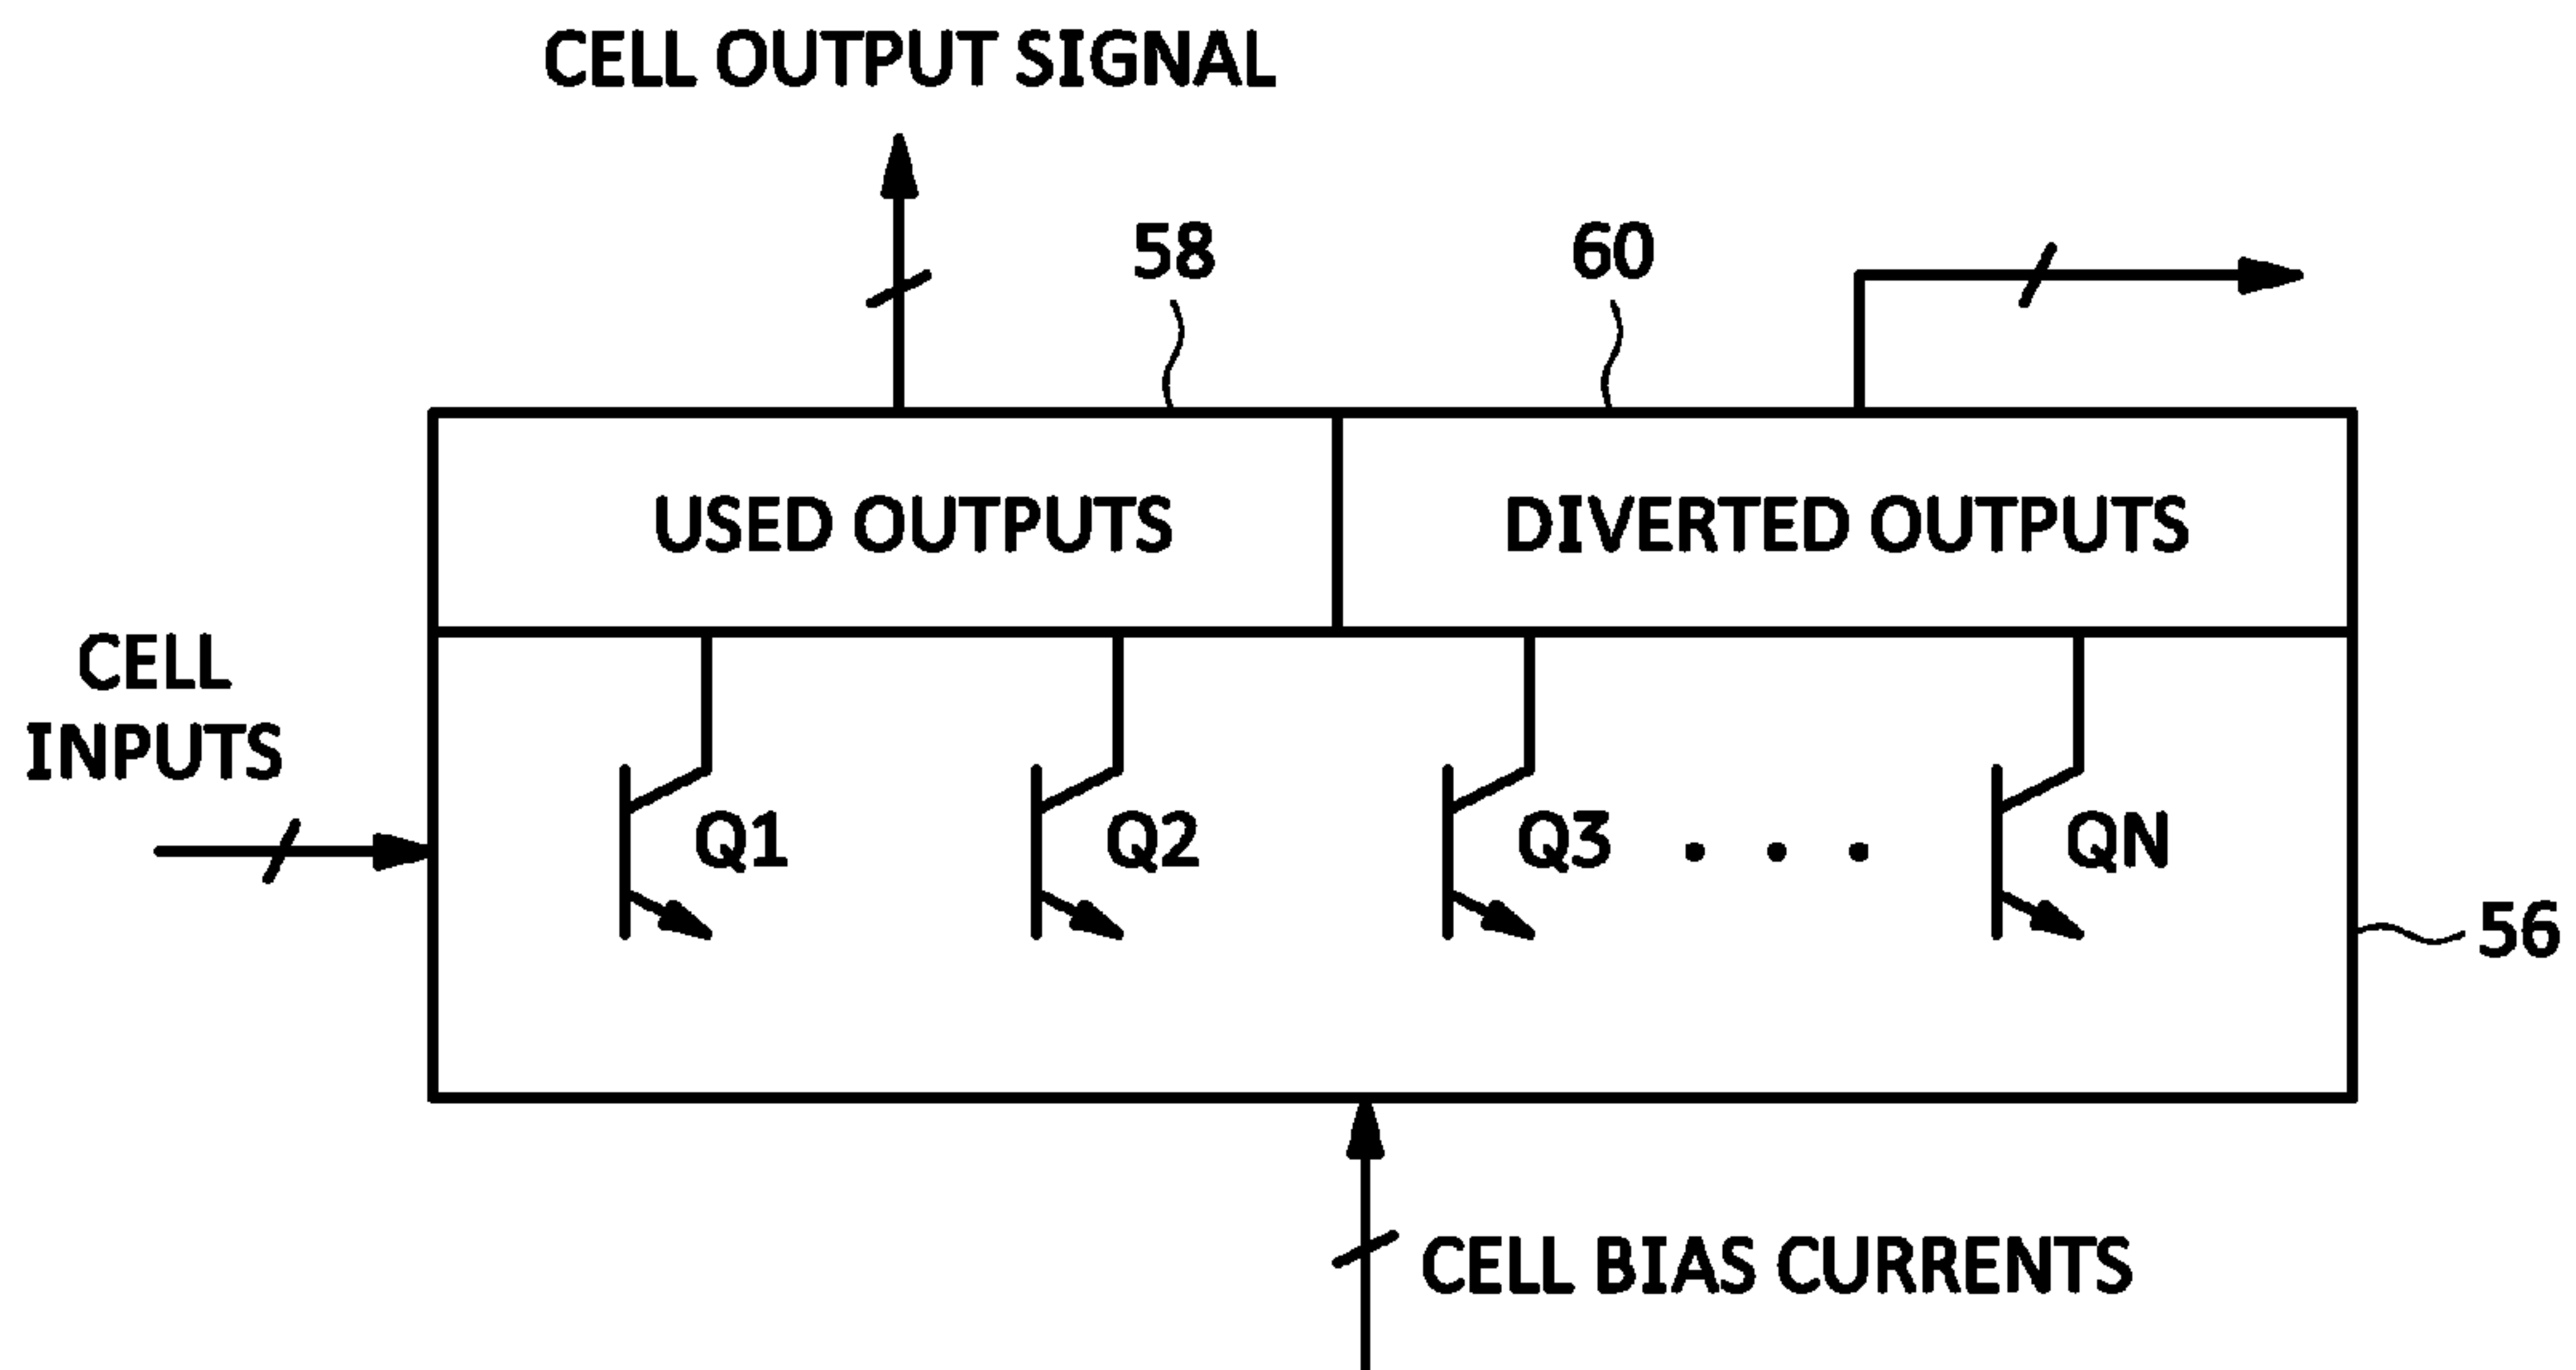 CELL OUTPUT SIGNAL
58
60
USED OUTPUTS
DIVERTED OUTPUTS
CELL
INPUTS
Q1
Q2
Q3 . . .
QN
56
CELL BIAS CURRENTS